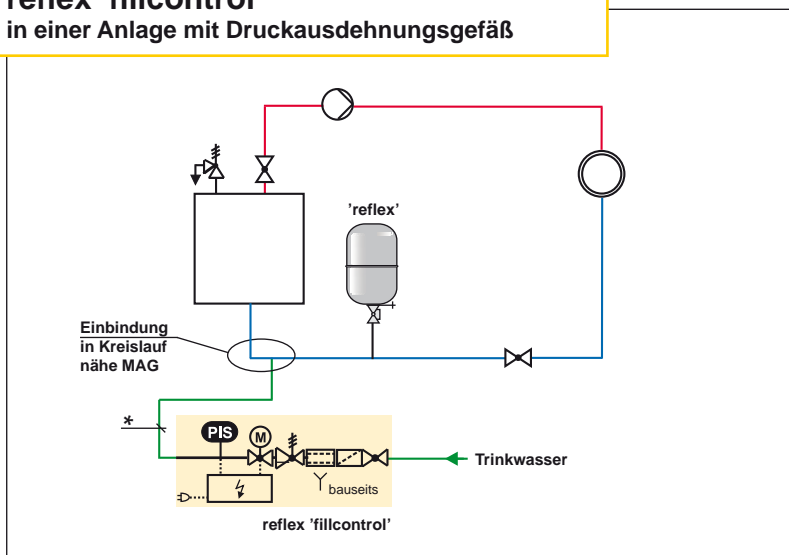 reflex 'fillcontrol'
in einer Anlage mit Druckausdehnungsgefäß
'reflex'
Einbindung
in Kreislauf
nähe MAG
*
PIS
M
Trinkwasser
bauseits
reflex 'fillcontrol'